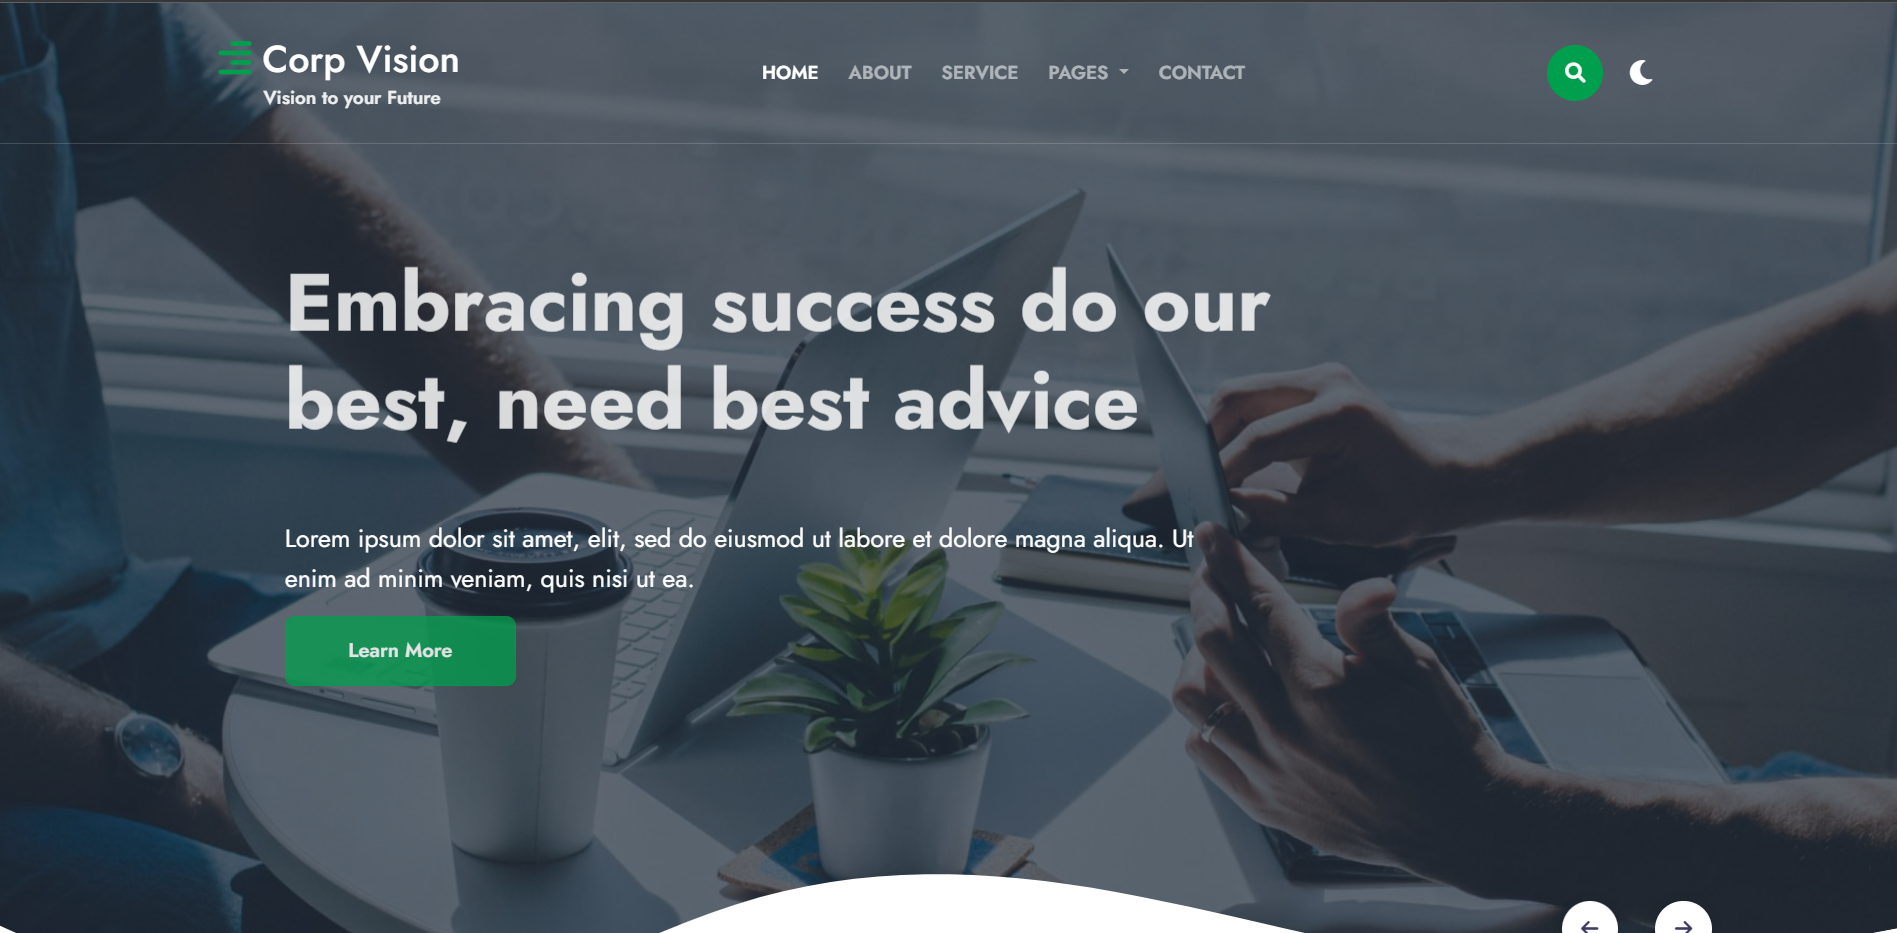 Corp Vision
Vision to your Future
HOME ABOUT SERVICE PAGES CONTACT
Embracing success do our
best, need best advice
Lorem ipsum dolor sit amet, elit, sed do eiusmod ut labore et dolore magna aliqua. Ut
enim ad minim veniam, quis nisi ut ea.
Learn More